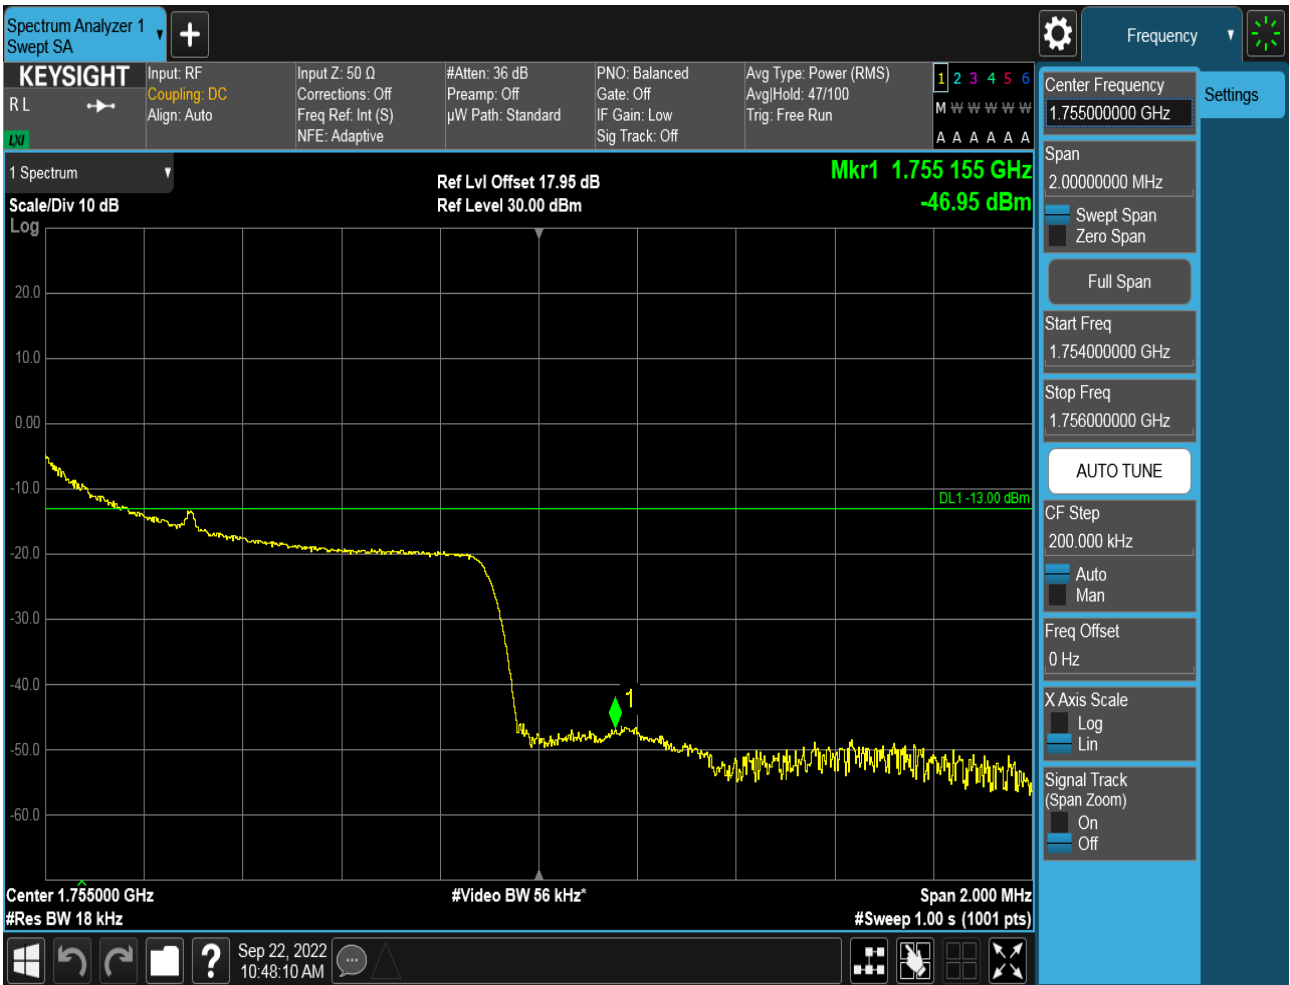 Spectrum Analyzer 1
Swept SA
+
Frequency
KEYSIGHT
R L
LXI
Input: RF
Coupling: DC
Align: Auto
Input Z: 50 Ω
Corrections: Off
Freq Ref: Int (S)
NFE: Adaptive
#Atten: 36 dB
Preamp: Off
µW Path: Standard
PNO: Balanced
Gate: Off
IF Gain: Low
Sig Track: Off
Avg Type: Power (RMS)
Avg|Hold: 47/100
Trig: Free Run
1 2 3 4 5 6
M W W W W W
A A A A A A
1 Spectrum
Scale/Div 10 dB
Log
Ref Lvl Offset 17.95 dB
Ref Level 30.00 dBm
Mkr1 1.755 155 GHz
-46.95 dBm
20.0
10.0
0.00
-10.0
-20.0
-30.0
-40.0
-50.0
-60.0
DL1 -13.00 dBm
1
Center 1.755000 GHz
#Res BW 18 kHz
#Video BW 56 kHz*
Span 2.000 MHz
#Sweep 1.00 s (1001 pts)
Center Frequency
1.755000000 GHz
Settings
Span
2.00000000 MHz
Swept Span
Zero Span
Full Span
Start Freq
1.754000000 GHz
Stop Freq
1.756000000 GHz
AUTO TUNE
CF Step
200.000 kHz
Auto
Man
Freq Offset
0 Hz
X Axis Scale
Log
Lin
Signal Track
(Span Zoom)
On
Off
?
Sep 22, 2022
10:48:10 AM